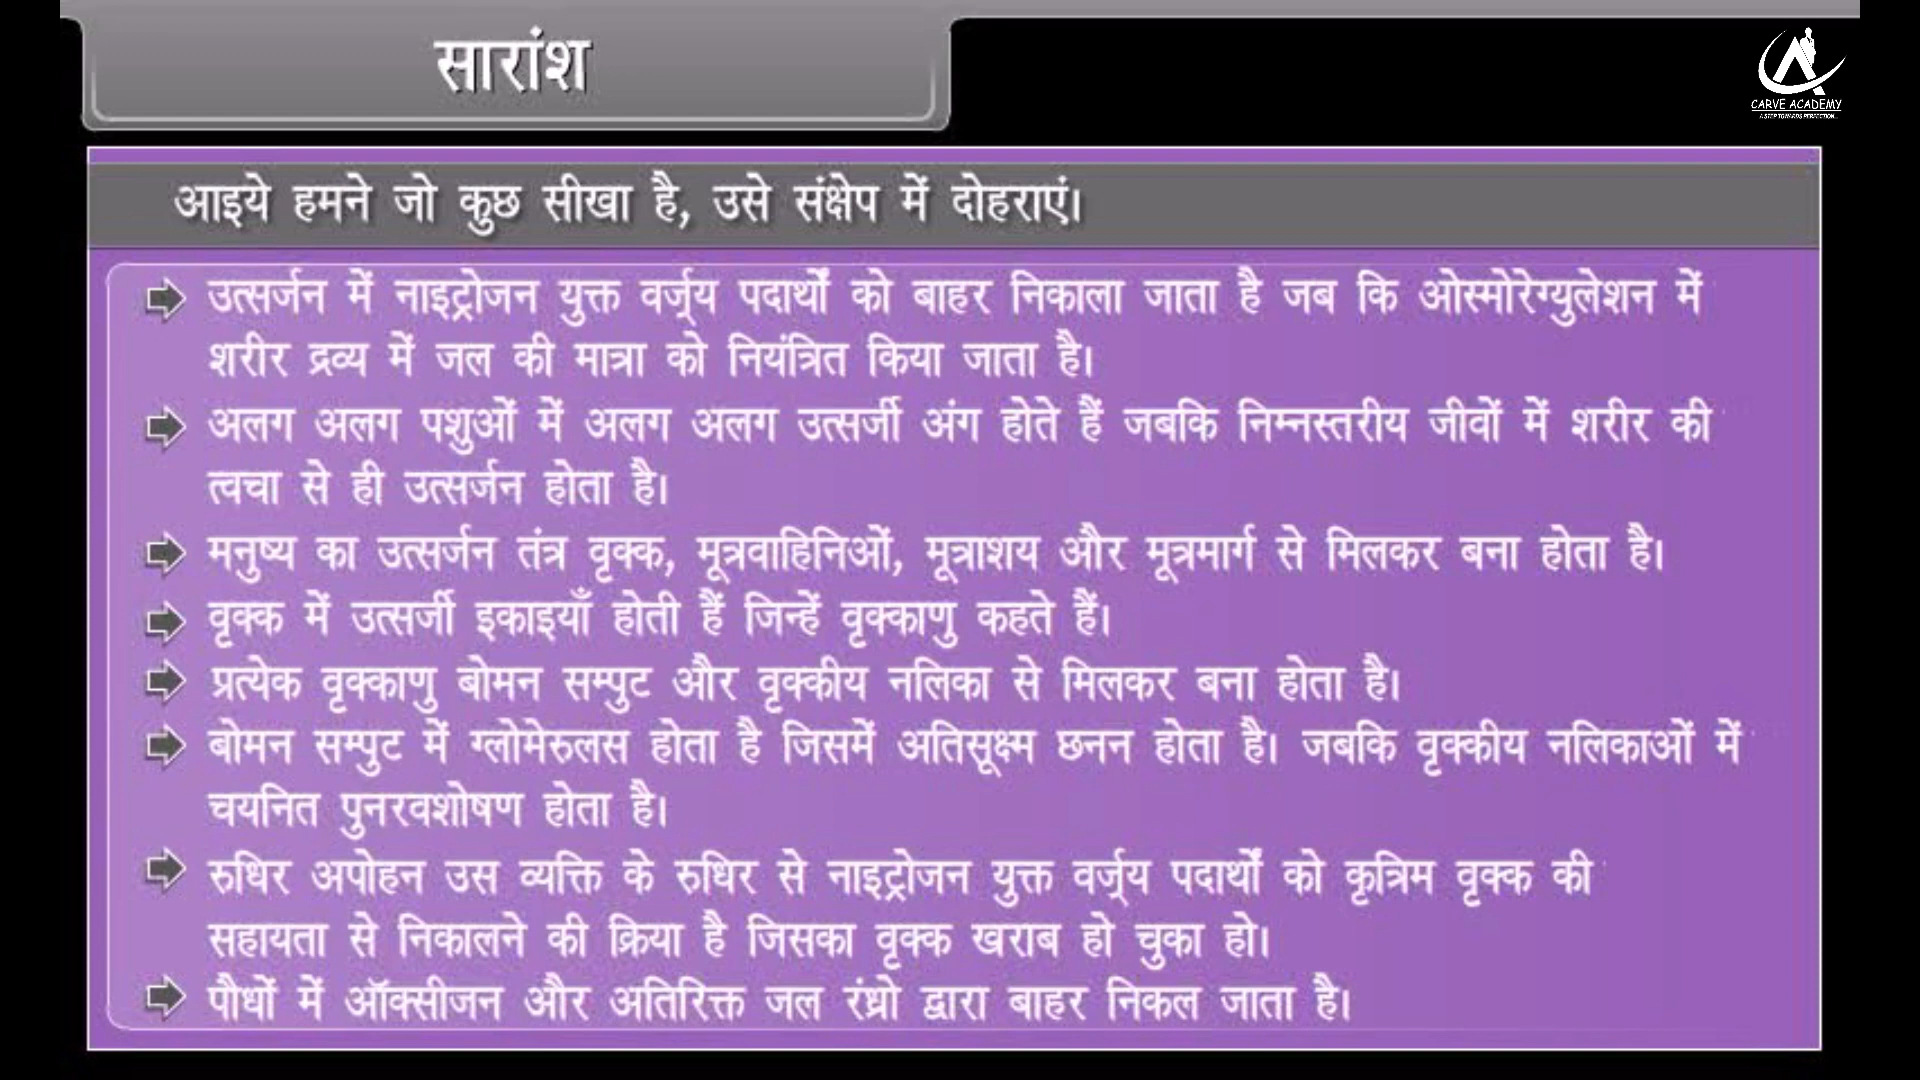 सारांश
CARVE ACADEMY
A STEP TOWARDS PERFECTION...
आइये हमने जो कुछ सीखा है, उसे संक्षेप में दोहराएं।
उत्सर्जन में नाइट्रोजन युक्त वर्ज्य पदार्थों को बाहर निकाला जाता है जब कि ओस्मोरेग्युलेशन में
शरीर द्रव्य में जल की मात्रा को नियंत्रित किया जाता है।
अलग अलग पशुओं में अलग अलग उत्सर्जी अंग होते हैं जबकि निम्नस्तरीय जीवों में शरीर की
त्वचा से ही उत्सर्जन होता है।
मनुष्य का उत्सर्जन तंत्र वृक्क, मूत्रवाहिनिओं, मूत्राशय और मूत्रमार्ग से मिलकर बना होता है।
वृक्क में उत्सर्जी इकाइयाँ होती हैं जिन्हें वृक्काणु कहते हैं।
प्रत्येक वृक्काणु बोमन सम्पुट और वृक्कीय नलिका से मिलकर बना होता है।
बोमन सम्पुट में ग्लोमेरुलस होता है जिसमें अतिसूक्ष्म छनन होता है। जबकि वृक्कीय नलिकाओं में
चयनित पुनरवशोषण होता है।
रुधिर अपोहन उस व्यक्ति के रुधिर से नाइट्रोजन युक्त वर्ज्य पदार्थों को कृत्रिम वृक्क की
सहायता से निकालने की क्रिया है जिसका वृक्क खराब हो चुका हो।
पौधों में ऑक्सीजन और अतिरिक्त जल रंध्रो द्वारा बाहर निकल जाता है।